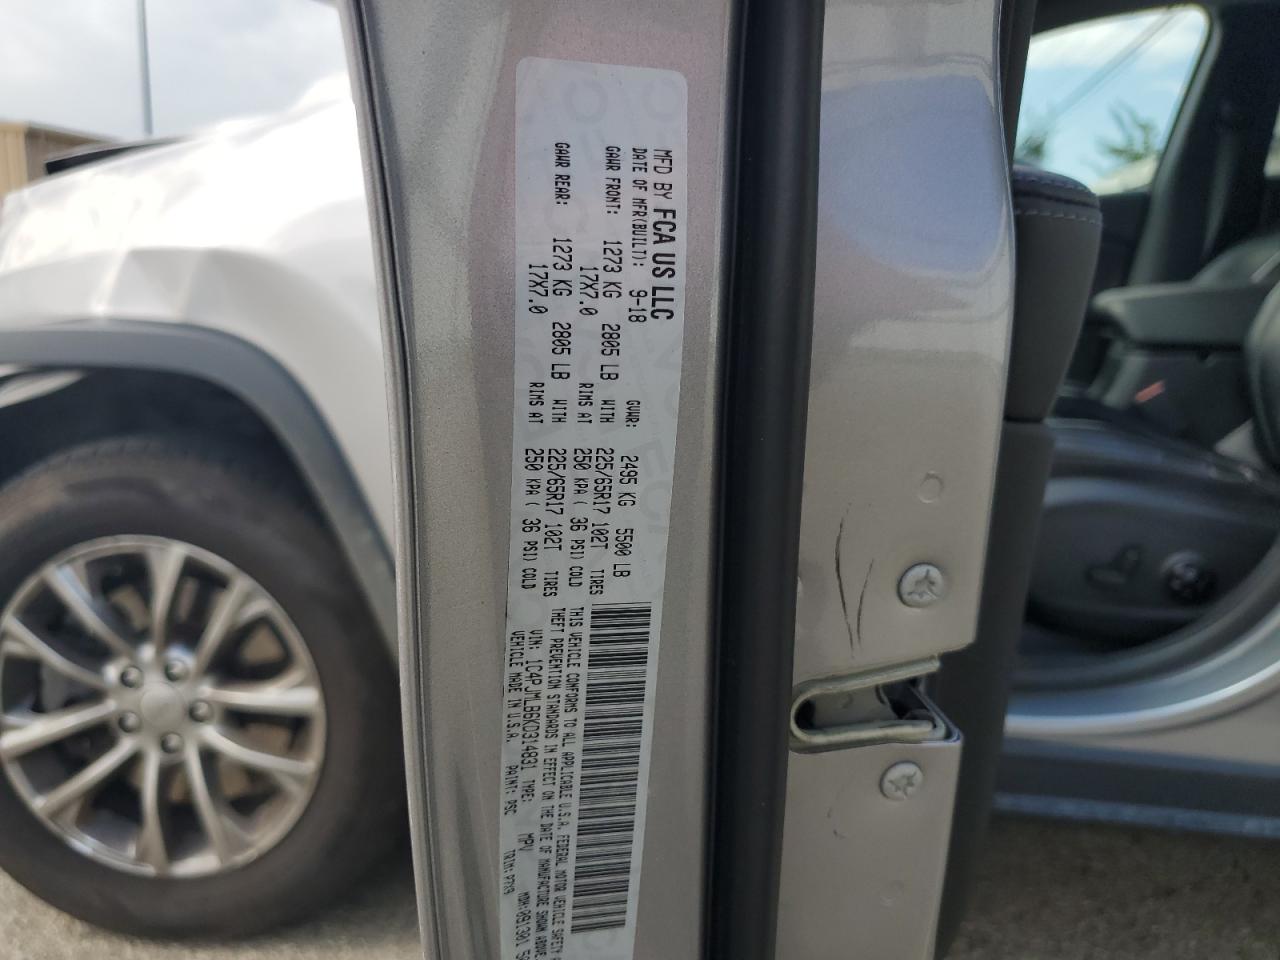 MFD BY FCA US LLC
DATE OF MFR(BUILT): 9-18 GVWR: 2495 KG 5500 LB
GAWR FRONT: 1273 KG 2805 LB WITH 225/65R17 102T TIRES
17X7.0 RIMS AT 250 KPA ( 36 PSI) COLD
GAWR REAR: 1273 KG 2805 LB WITH 225/65R17 102T TIRES
17X7.0 RIMS AT 250 KPA ( 36 PSI) COLD
THIS VEHICLE CONFORMS TO ALL APPLICABLE U.S.A. FEDERAL MOTOR VEHICLE SAFETY
THEFT PREVENTION STANDARDS IN EFFECT ON THE DATE OF MANUFACTURE SHOWN ABOVE.
VIN: 1C4PJMLB6KD314831 TYPE: MPV MDH:091301
VEHICLE MADE IN U.S.A. PAINT: PSC TRIM: